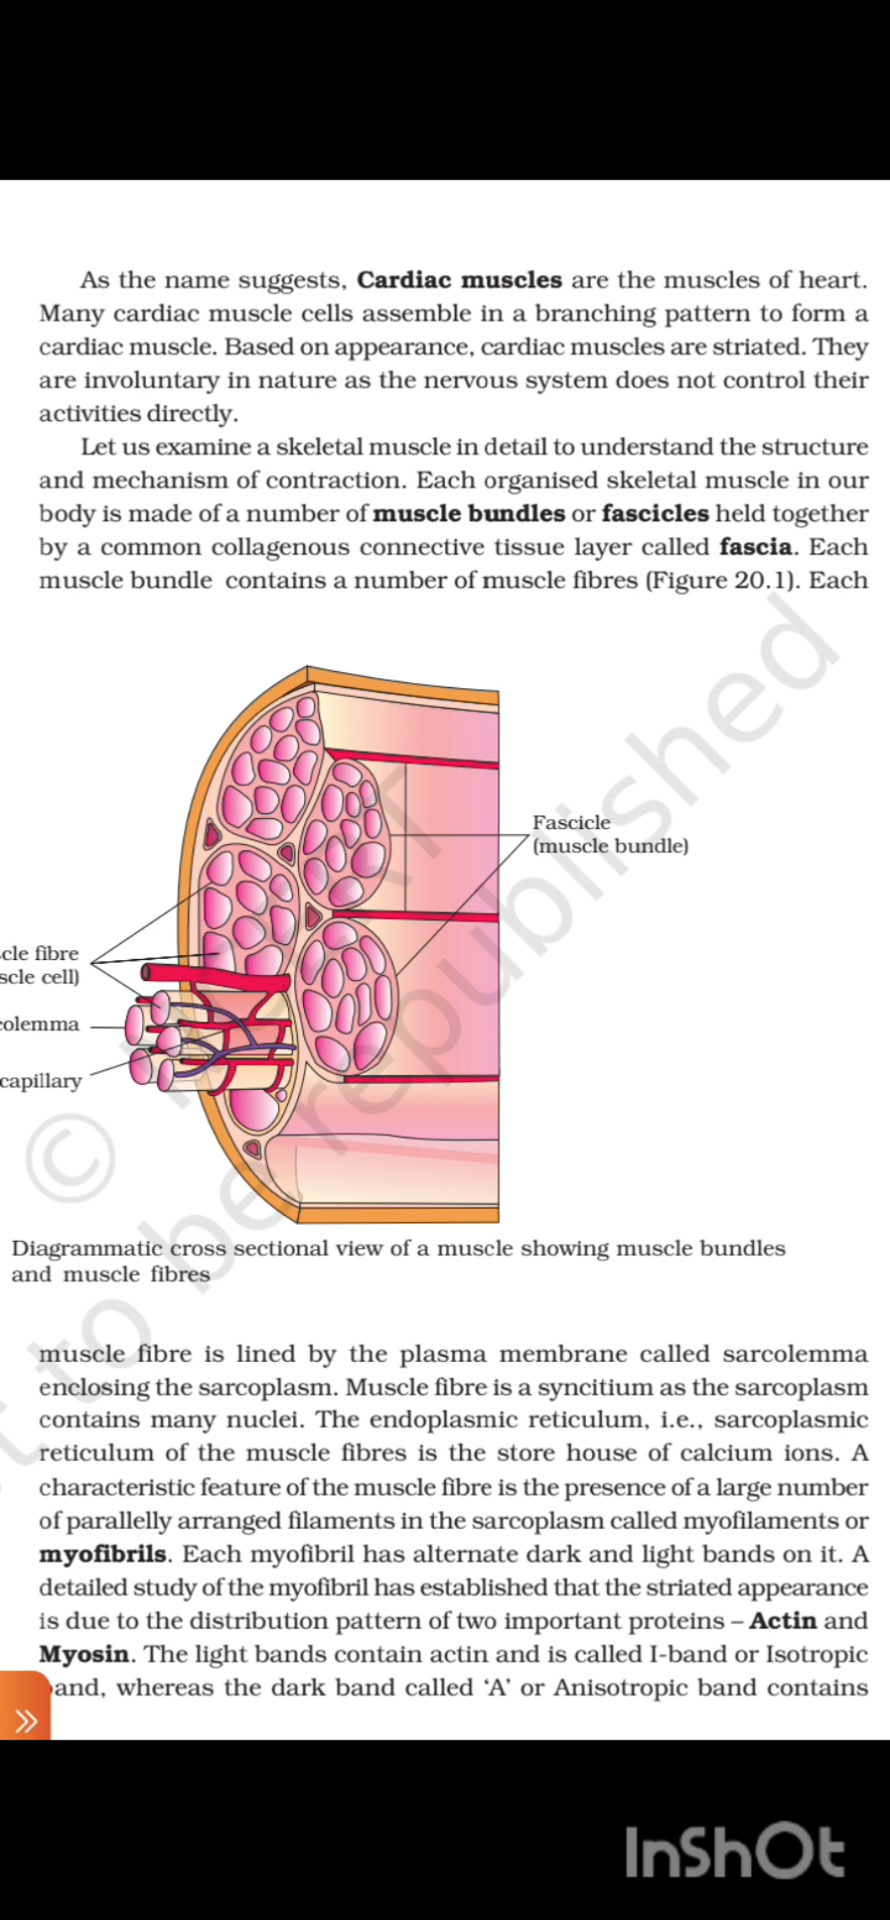 As the name suggests, Cardiac muscles are the muscles of heart.
Many cardiac muscle cells assemble in a branching pattern to form a
cardiac muscle. Based on appearance, cardiac muscles are striated. They
are involuntary in nature as the nervous system does not control their
activities directly.
Let us examine a skeletal muscle in detail to understand the structure
and mechanism of contraction. Each organised skeletal muscle in our
body is made of a number of muscle bundles or fascicles held together
by a common collagenous connective tissue layer called fascia. Each
muscle bundle contains a number of muscle fibres (Figure 20.1). Each
Fascicle
(muscle bundle)
cle fibre
scle cell)
colemma
capillary
©
to be republished
Diagrammatic cross sectional view of a muscle showing muscle bundles
and muscle fibres
muscle fibre is lined by the plasma membrane called sarcolemma
enclosing the sarcoplasm. Muscle fibre is a syncitium as the sarcoplasm
contains many nuclei. The endoplasmic reticulum, i.e., sarcoplasmic
reticulum of the muscle fibres is the store house of calcium ions. A
characteristic feature of the muscle fibre is the presence of a large number
of parallelly arranged filaments in the sarcoplasm called myofilaments or
myofibrils. Each myofibril has alternate dark and light bands on it. A
detailed study of the myofibril has established that the striated appearance
is due to the distribution pattern of two important proteins – Actin and
Myosin. The light bands contain actin and is called I-band or Isotropic
and, whereas the dark band called ‘A’ or Anisotropic band contains
InShOt